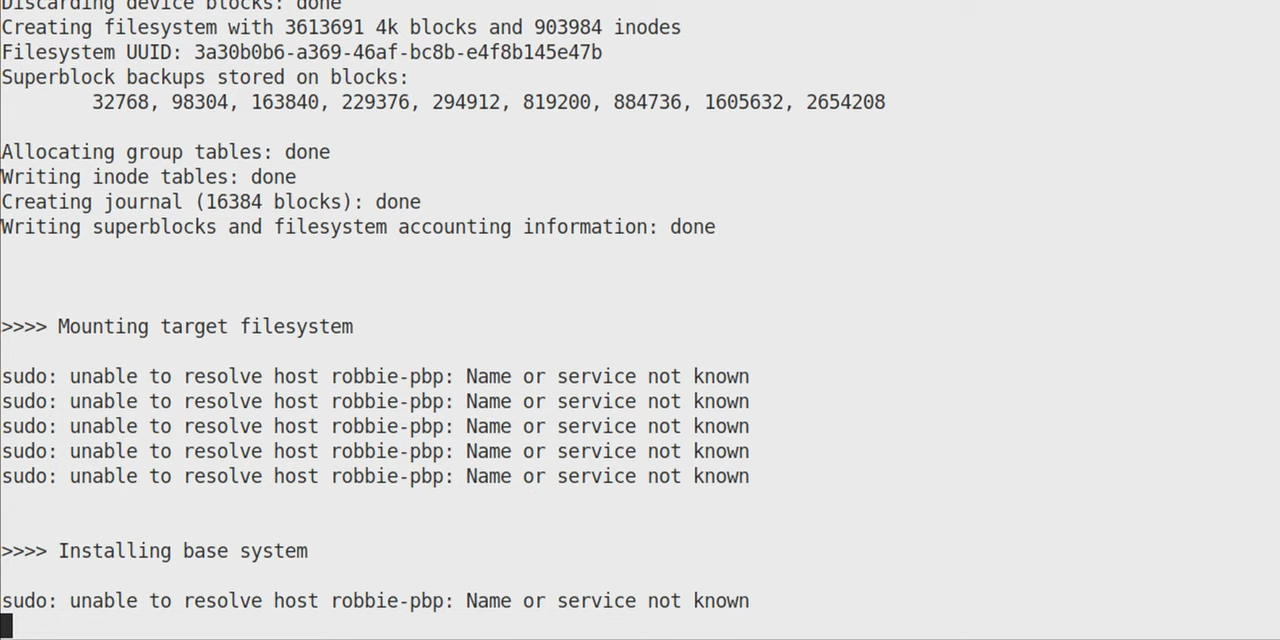 Discarding device blocks: done
Creating filesystem with 3613691 4k blocks and 903984 inodes
Filesystem UUID: 3a30b0b6-a369-46af-bc8b-e4f8b145e47b
Superblock backups stored on blocks:
32768, 98304, 163840, 229376, 294912, 819200, 884736, 1605632, 2654208
Allocating group tables: done
Writing inode tables: done
Creating journal (16384 blocks): done
Writing superblocks and filesystem accounting information: done
>>>> Mounting target filesystem
sudo: unable to resolve host robbie-pbp: Name or service not known
sudo: unable to resolve host robbie-pbp: Name or service not known
sudo: unable to resolve host robbie-pbp: Name or service not known
sudo: unable to resolve host robbie-pbp: Name or service not known
sudo: unable to resolve host robbie-pbp: Name or service not known
>>>> Installing base system
sudo: unable to resolve host robbie-pbp: Name or service not known